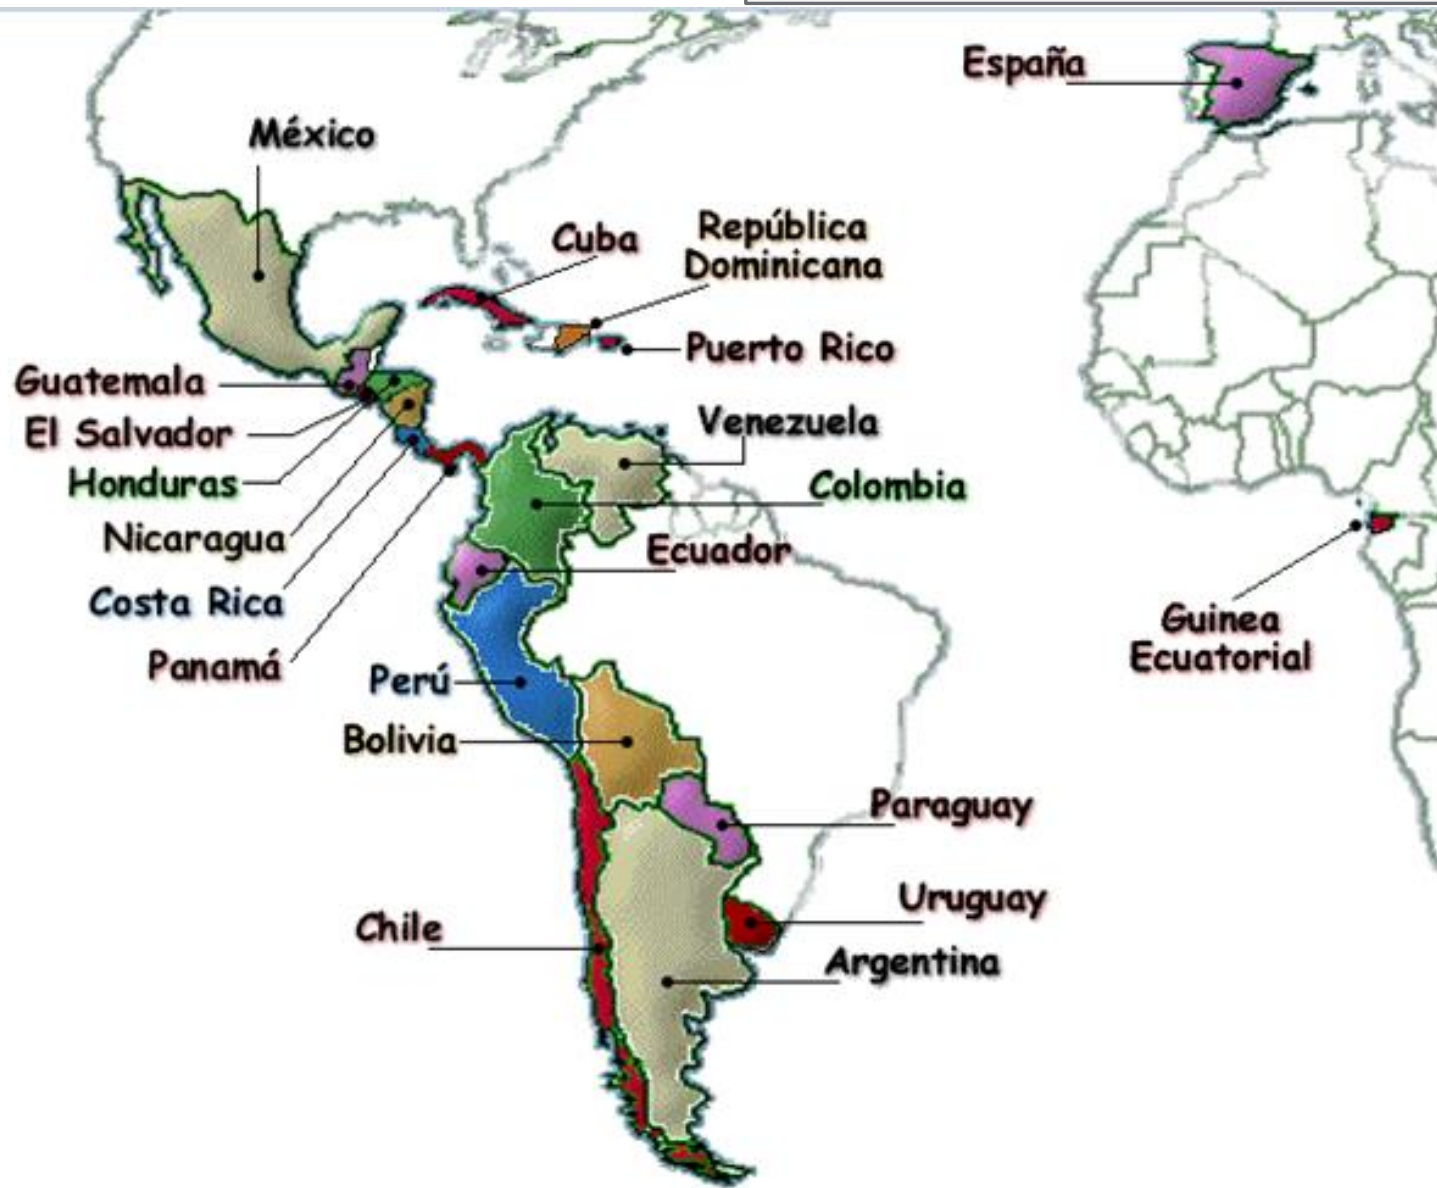 España
México
República
Dominicana
Cuba
Puerto Rico
Guatemala
El Salvador
Honduras
Nicaragua
Costa Rica
Panamá
Venezuela
Colombia
Ecuador
Guinea
Ecuatorial
Perú
Bolivia
Paraguay
Uruguay
Chile
Argentina